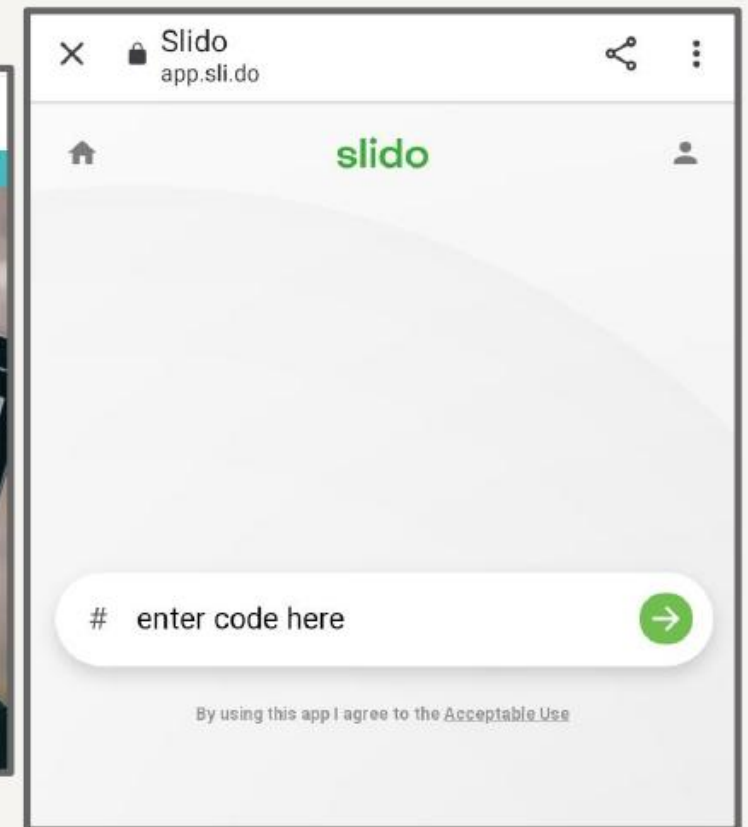 Slido
app.sli.do
slido
# enter code here
By using this app I agree to the Acceptable Use